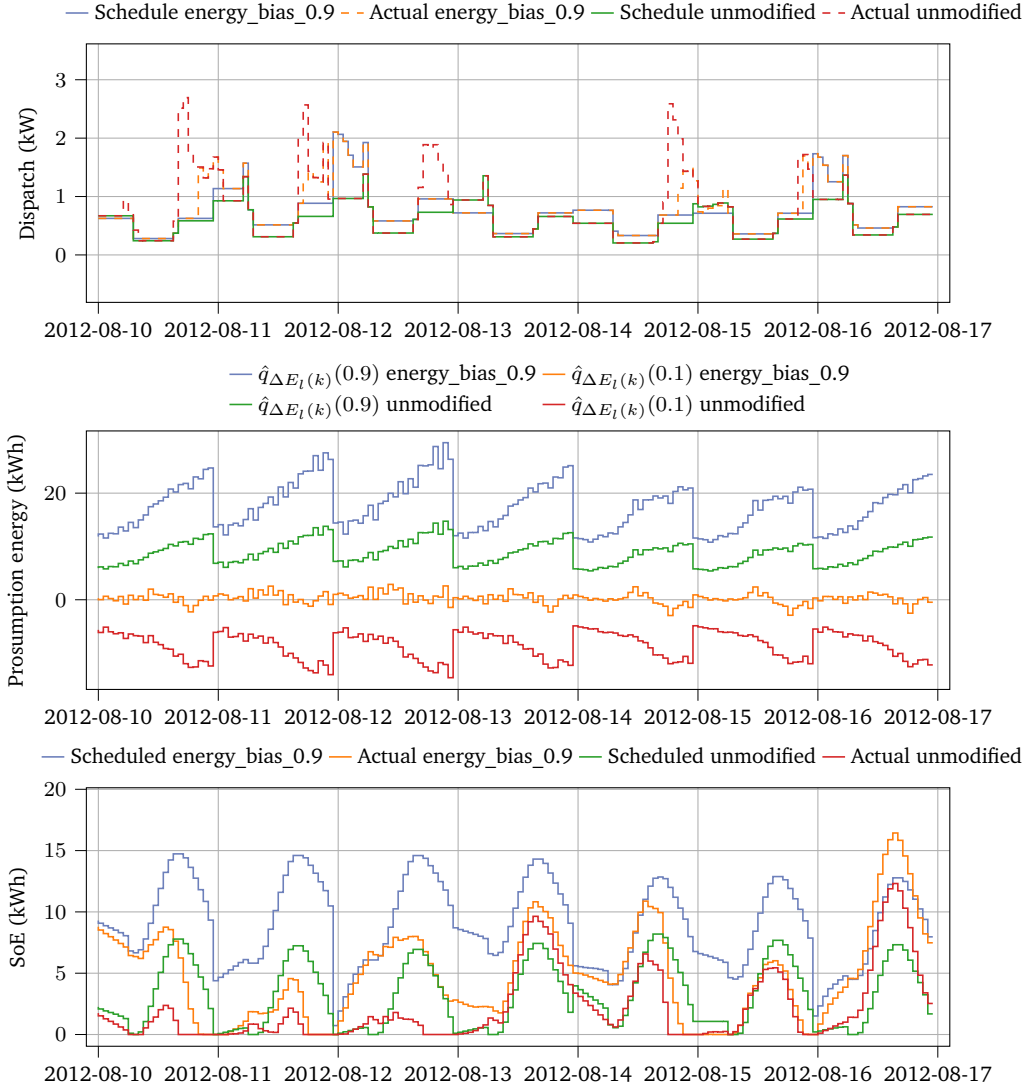 Schedule energy_bias_0.9 Actual energy_bias_0.9 Schedule unmodified Actual unmodified
Dispatch (kW)
3
2
1
0
2012-08-10 2012-08-11 2012-08-12 2012-08-13 2012-08-14 2012-08-15 2012-08-16 2012-08-17
q̂ΔEₗ(k)(0.9) energy_bias_0.9 q̂ΔEₗ(k)(0.1) energy_bias_0.9
q̂ΔEₗ(k)(0.9) unmodified q̂ΔEₗ(k)(0.1) unmodified
Prosumption energy (kWh)
20
0
2012-08-10 2012-08-11 2012-08-12 2012-08-13 2012-08-14 2012-08-15 2012-08-16 2012-08-17
Scheduled energy_bias_0.9 Actual energy_bias_0.9 Scheduled unmodified Actual unmodified
SoE (kWh)
20
15
10
5
0
2012-08-10 2012-08-11 2012-08-12 2012-08-13 2012-08-14 2012-08-15 2012-08-16 2012-08-17